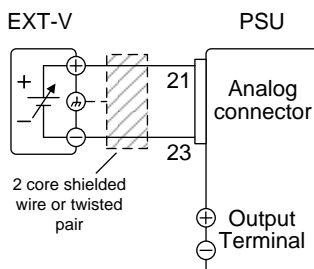 EXT-V
PSU
+
−
+
−
21
23
Analog
connector
2 core shielded
wire or twisted
pair
+
−
Output
Terminal